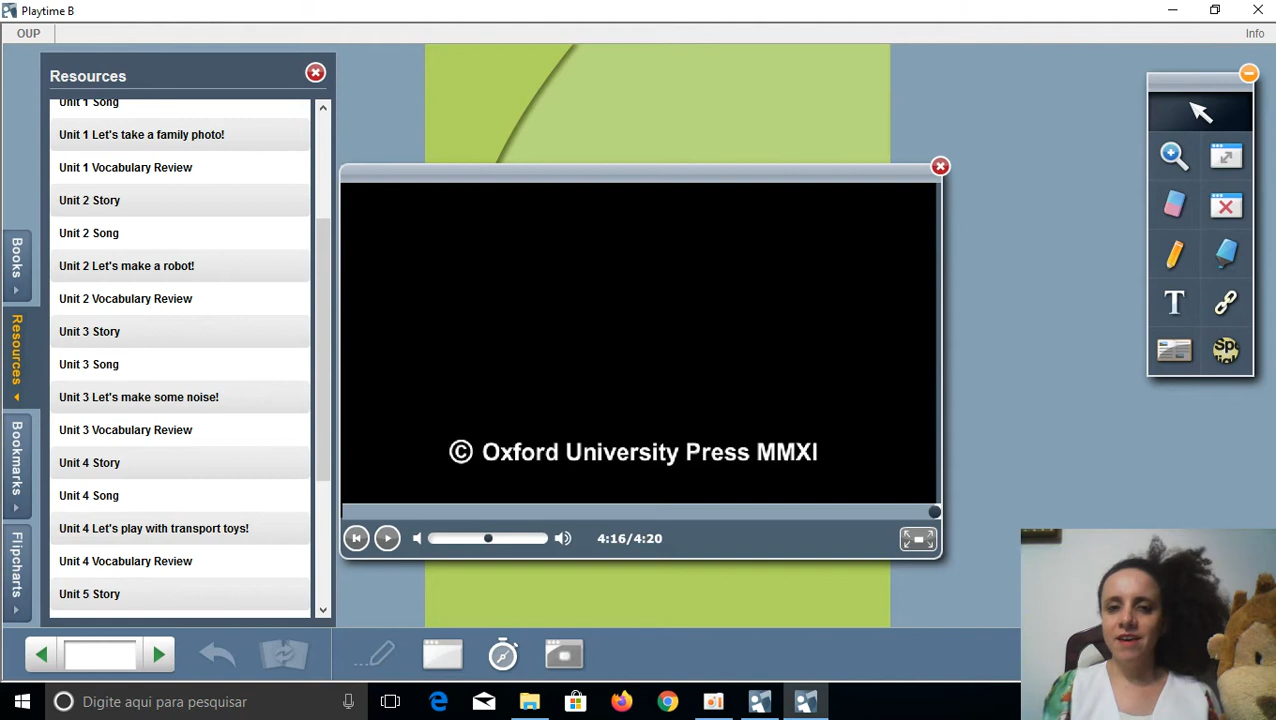 Playtime B
OUP
Info
Resources
Unit 1 Song
Unit 1 Let's take a family photo!
Unit 1 Vocabulary Review
Unit 2 Story
Unit 2 Song
Unit 2 Let's make a robot!
Unit 2 Vocabulary Review
Unit 3 Story
Unit 3 Song
Unit 3 Let's make some noise!
Unit 3 Vocabulary Review
Unit 4 Story
Unit 4 Song
Unit 4 Let's play with transport toys!
Unit 4 Vocabulary Review
Unit 5 Story
Books
Resources
Bookmarks
Flipcharts
© Oxford University Press MMXI
4:16/4:20
T
Digite aqui para pesquisar